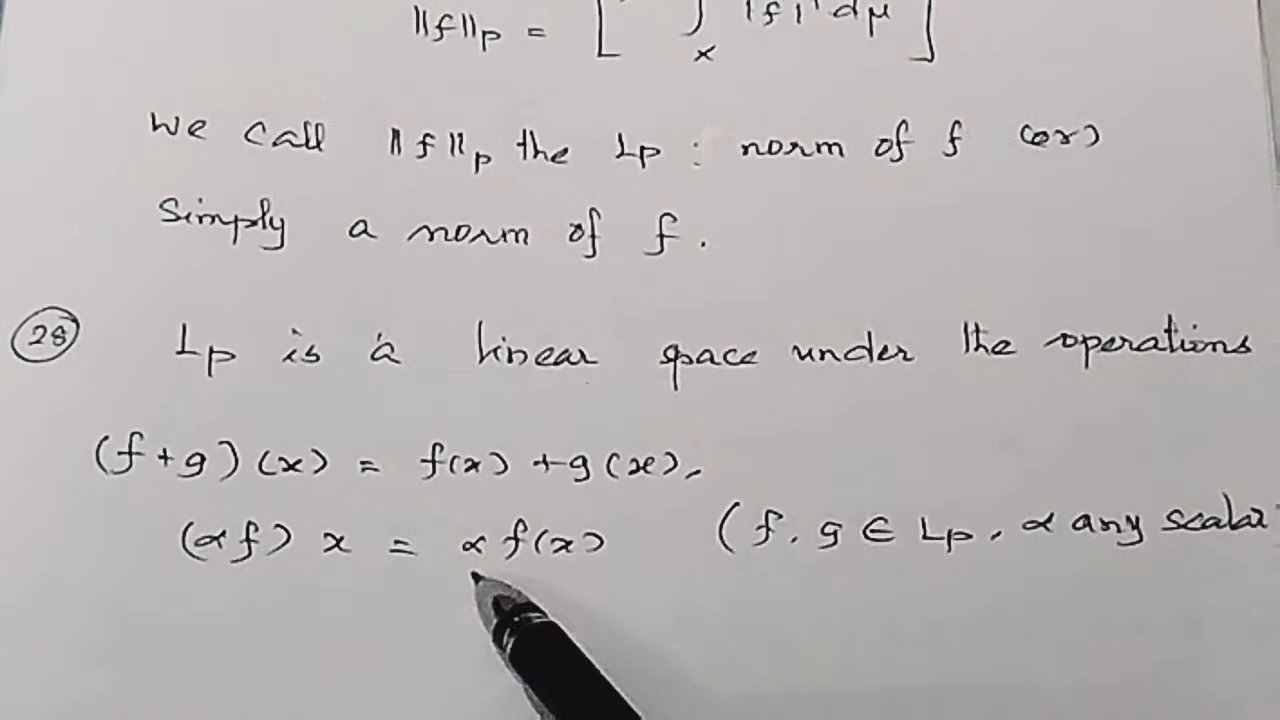 ‖f‖p = [ ∫x |f|ᵖ dμ ]
We call ‖f‖p the Lp : norm of f (or)
Simply a norm of f.
28 Lp is a linear space under the operations
(f+g)(x) = f(x) + g(x),
(αf) x = α f(x) (f, g ∈ Lp, α any scalar